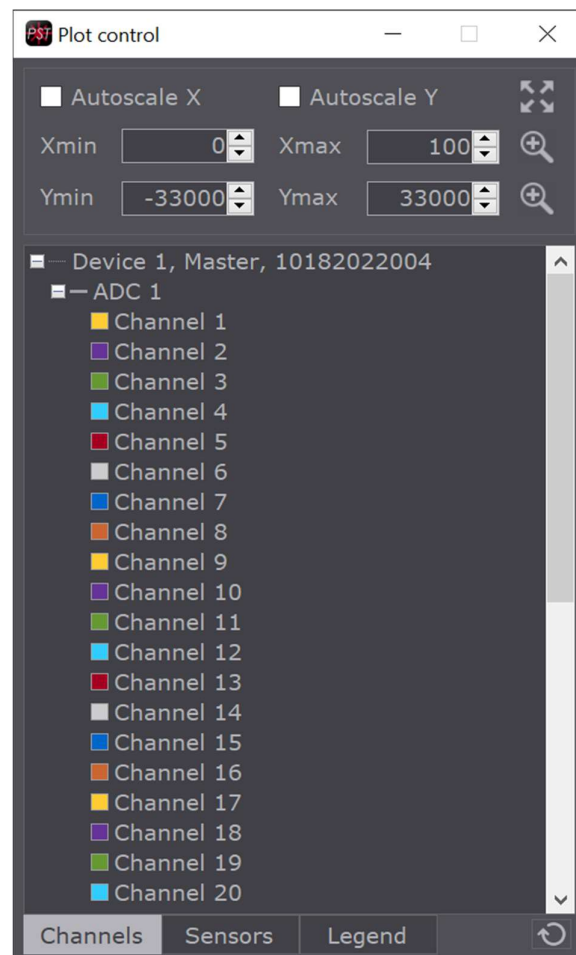 PST Plot control
Autoscale X Autoscale Y
Xmin 0 Xmax 100
Ymin -33000 Ymax 33000
Device 1, Master, 10182022004
ADC 1
Channel 1
Channel 2
Channel 3
Channel 4
Channel 5
Channel 6
Channel 7
Channel 8
Channel 9
Channel 10
Channel 11
Channel 12
Channel 13
Channel 14
Channel 15
Channel 16
Channel 17
Channel 18
Channel 19
Channel 20
Channels Sensors Legend